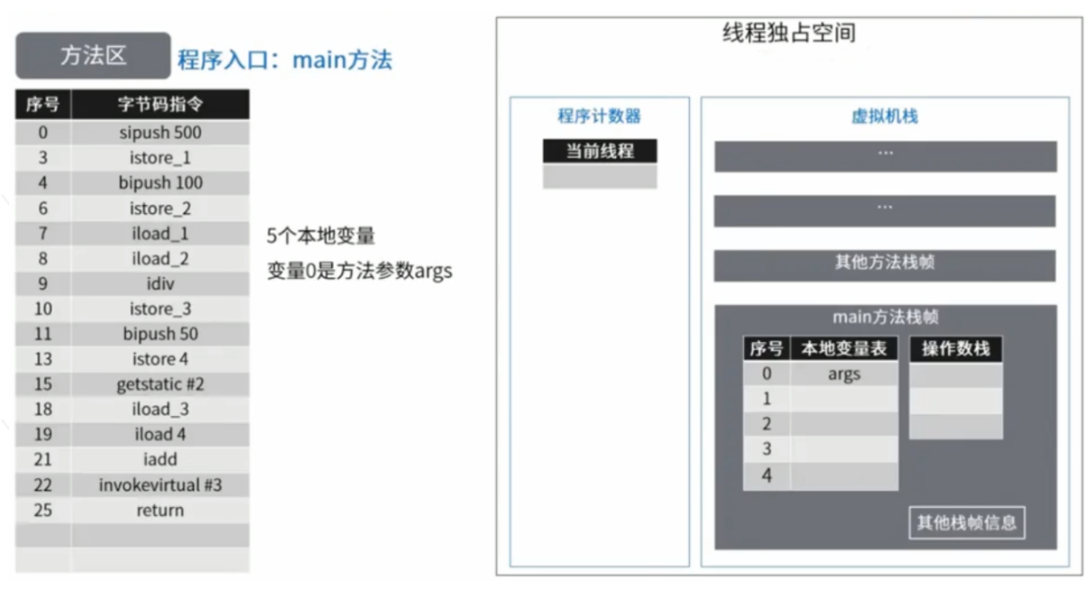 方法区
程序入口：main方法
序号 字节码指令
0 sipush 500
3 istore_1
4 bipush 100
6 istore_2
7 iload_1
8 iload_2
9 idiv
10 istore_3
11 bipush 50
13 istore 4
15 getstatic #2
18 iload_3
19 iload 4
21 iadd
22 invokevirtual #3
25 return
5个本地变量
变量0是方法参数args
线程独占空间
程序计数器
当前线程
虚拟机栈
...
...
其他方法栈帧
main方法栈帧
序号 本地变量表 操作数栈
0 args
1
2
3
4
其他栈帧信息